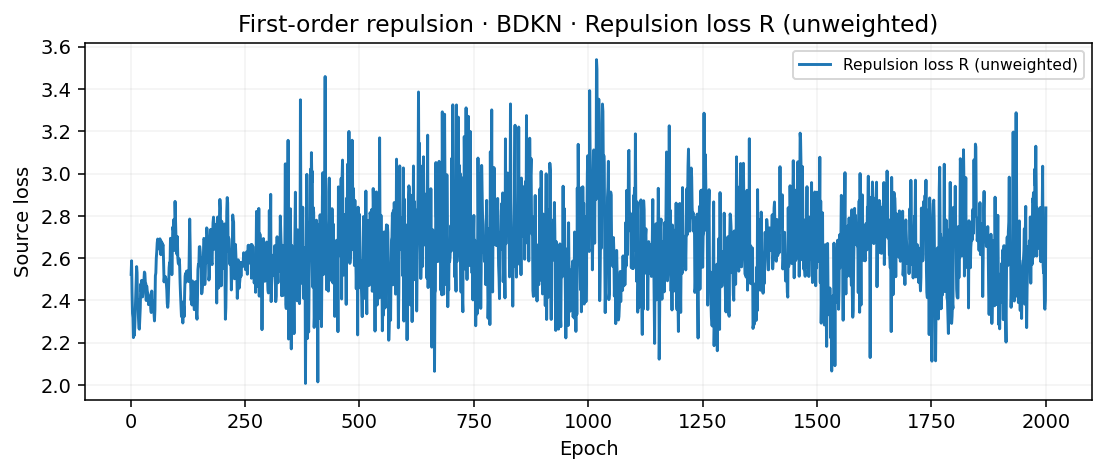 First-order repulsion · BDKN · Repulsion loss R (unweighted)
3.6
3.4
3.2
3.0
2.8
2.6
2.4
2.2
2.0
Source loss
Repulsion loss R (unweighted)
0 250 500 750 1000 1250 1500 1750 2000
Epoch